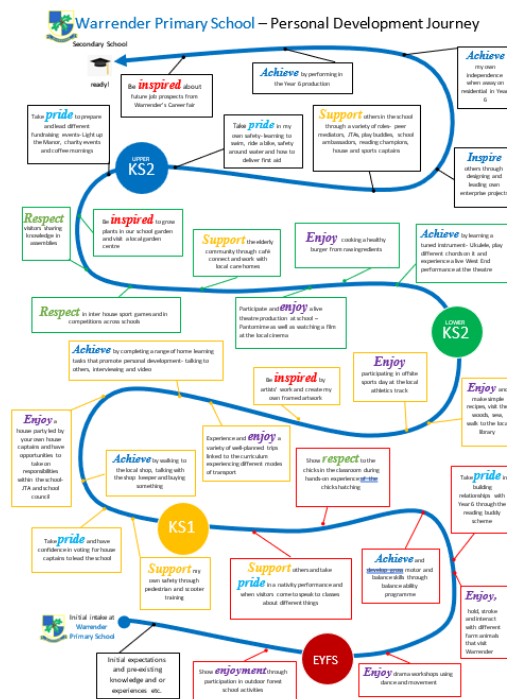 Warrender Primary School – Personal Development Journey
Secondary School
ready!
Be inspired about
future job prospects from
Warrender's Career fair
Achieve by performing in
the Year 6 production
Achieve
my own
independence
when away on
residential in Year
6
Take pride to prepare
and lead different
fundraising events- Light up
the Manor, charity events
and coffee mornings
UPPER
KS2
Take pride in my
own safety- learning to
swim, ride a bike, safety
around water and how to
deliver first aid
Support others in the school
through a variety of roles- peer
mediators, JTAs, play buddies, school
ambassadors, reading champions,
house and sports captains
Inspire
others through
designing and
leading own
enterprise projects
Respect
visitors sharing
knowledge in
assemblies
Be inspired to grow
plants in our school garden
and visit a local garden
centre
Support the elderly
community through café
connect and work with
local care homes
Enjoy cooking a healthy
burger from raw ingredients
Achieve by learning a
tuned instrument- Ukulele, play
different chords on it and
experience a live West End
performance at the theatre
Respect in inter house sport games and in
competitions across schools
Participate and enjoy a live
theatre production at school –
Pantomime as well as watching a film
at the local cinema
LOWER
KS2
Achieve by completing a range of home learning
tasks that promote personal development- talking to
others, interviewing and video
Be inspired by
artists' work and create my
own framed artwork
Enjoy
participating in offsite
sports day at the local
athletics track
Enjoy and
make simple
recipes, visit the
woods, sea,
walk to the local
library
Enjoy a
house party led by
your own house
captains and have
opportunities to
take on
responsibilities
within the school-
JTA and school
council
Achieve by walking to
the local shop, talking with
the shop keeper and buying
something
Experience and enjoy a
variety of well-planned trips
linked to the curriculum
experiencing different modes
of transport
Show respect to the
chicks in the classroom during
hands-on experience of the
chicks hatching
Take pride in
building
relationships with
Year 6 through the
reading buddy
scheme
Take pride and have
confidence in voting for house
captains to lead the school
KS1
Support my
own safety through
pedestrian and scooter
training
Support others and take
pride in a nativity performance and
when visitors come to speak to classes
about different things
Achieve and
develop gross motor and
balance skills through
balance ability
programme
Enjoy,
hold, stroke
and interact
with different
farm animals
that visit
Warrender
Initial intake at
Warrender
Primary School
Initial expectations
and pre-existing
knowledge and or
experiences etc.
Show enjoyment through
participation in outdoor forest
school activities
EYFS
Enjoy drama workshops using
dance and movement